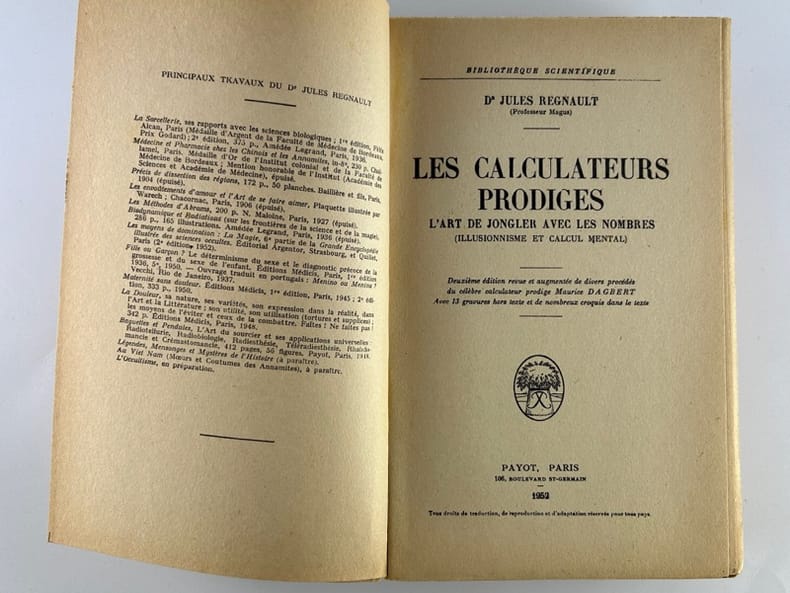 PRINCIPAUX TRAVAUX DU Dr JULES REGNAULT
La Sorcellerie, ses rapports avec les sciences biologiques ; 1re édition, Félix
Alcan, Paris (Médaille d'Argent de la Faculté de Médecine de Bordeaux,
Prix Godard) ; 2e édition, 375 p., Amédée Legrand, Paris, 1936.
Médecine et Pharmacie chez les Chinois et les Annamites, in-8°, 230 p. Chal-
lamel, Paris. Médaille d'Or de l'Institut colonial et de la Faculté de
Médecine de Bordeaux ; Mention honorable de l'Institut (Académie des
Sciences et Académie de Médecine), épuisé.
Précis de dissection des régions, 172 p., 50 planches. Baillière et fils, Paris,
1904 (épuisé).
Les envoûtements d'amour et l'Art de se faire aimer, Plaquette illustrée par
Warech ; Chacornac, Paris, 1906 (épuisé).
Les Méthodes d'Abrams, 200 p. N. Maloine, Paris, 1927 (épuisé).
Biodynamique et Radiations (sur les frontières de la science et de la magie),
286 p., 165 illustrations. Amédée Legrand, Paris, 1936 (épuisé).
Les moyens de domination : La Magie, 6e partie de la Grande Encyclopédie
illustrée des sciences occultes. Éditorial Argentor, Strasbourg, et Quillet,
Paris (2e édition, 1952).
Fille ou Garçon ? Le déterminisme du sexe et le diagnostic précoce de la
grossesse et du sexe de l'enfant. Éditions Médicis, Paris, 1re édition
1936, 5e, 1950. — Ouvrage traduit en portugais : Menino ou Menina ?
Vecchi, Rio de Janeiro, 1937.
Maternité sans douleur. Éditions Médicis, 1re édition, Paris, 1945 ; 2e édi-
tion, 333 p., 1950.
La Douleur, sa nature, ses variétés, son expression dans la réalité, dans
l'Art et la Littérature ; son utilité, son utilisation (tortures et supplices) ;
les moyens de l'éviter et ceux de la combattre. Faites ! Ne faites pas !
342 p. Éditions Médicis, Paris, 1948.
Baguettes et Pendules. L'Art du sourcier et ses applications universelles
Radiotellurie, Radiobiologie, Radiesthésie, Téléradiesthésie, Rhabdo-
mancie et Crémastomancie, 412 pages, 56 figures. Payot, Paris, 1948.
Légendes, Mensonges et Mystères de l'Histoire (à paraître).
Au Viet Nam (Mœurs et Coutumes des Annamites), à paraître.
L'Occultisme, en préparation.
BIBLIOTHÈQUE SCIENTIFIQUE
Dr JULES REGNAULT
(Professeur Magus)
LES CALCULATEURS
PRODIGES
L'ART DE JONGLER AVEC LES NOMBRES
(ILLUSIONNISME ET CALCUL MENTAL)
Deuxième édition revue et augmentée de divers procédés
du célèbre calculateur prodige Maurice DAGBERT
Avec 13 gravures hors texte et de nombreux croquis dans le texte
PAYOT, PARIS
106, BOULEVARD ST-GERMAIN
1952
Tous droits de traduction, de reproduction et d'adaptation réservés pour tous pays.